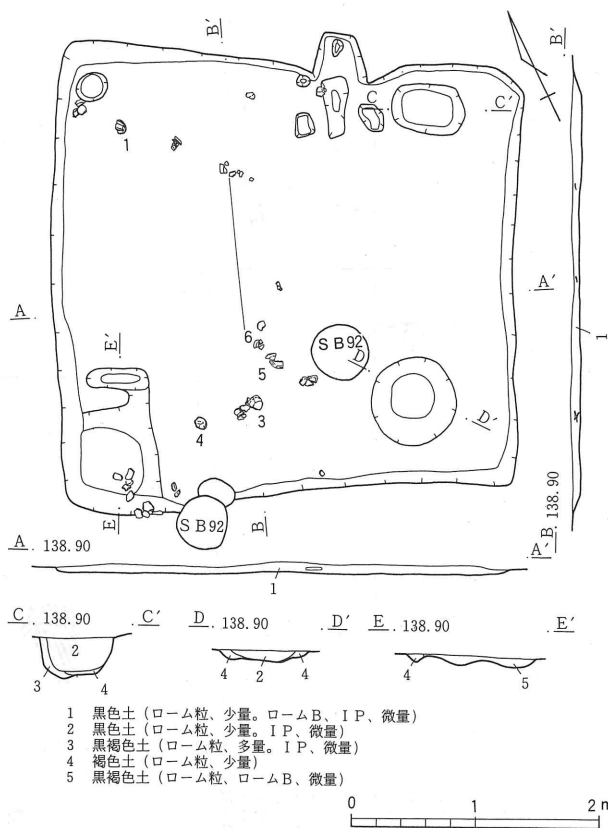 B′
B′
C
C′
1
A
A′
E′
6
SB92
D
5
1
D′
4
3
E
SB92
B
B. 138.90
A. 138.90
A′
1
C. 138.90
C′
D. 138.90
D′
E. 138.90
E′
2
3
4
4
2
4
4
5
1 黒色土(ローム粒、少量。ロームB、IP、微量)
2 黒色土(ローム粒、少量。IP、微量)
3 黒褐色土(ローム粒、多量。IP、微量)
4 褐色土(ローム粒、少量)
5 黒褐色土(ローム粒、ロームB、微量)
0 1 2 m